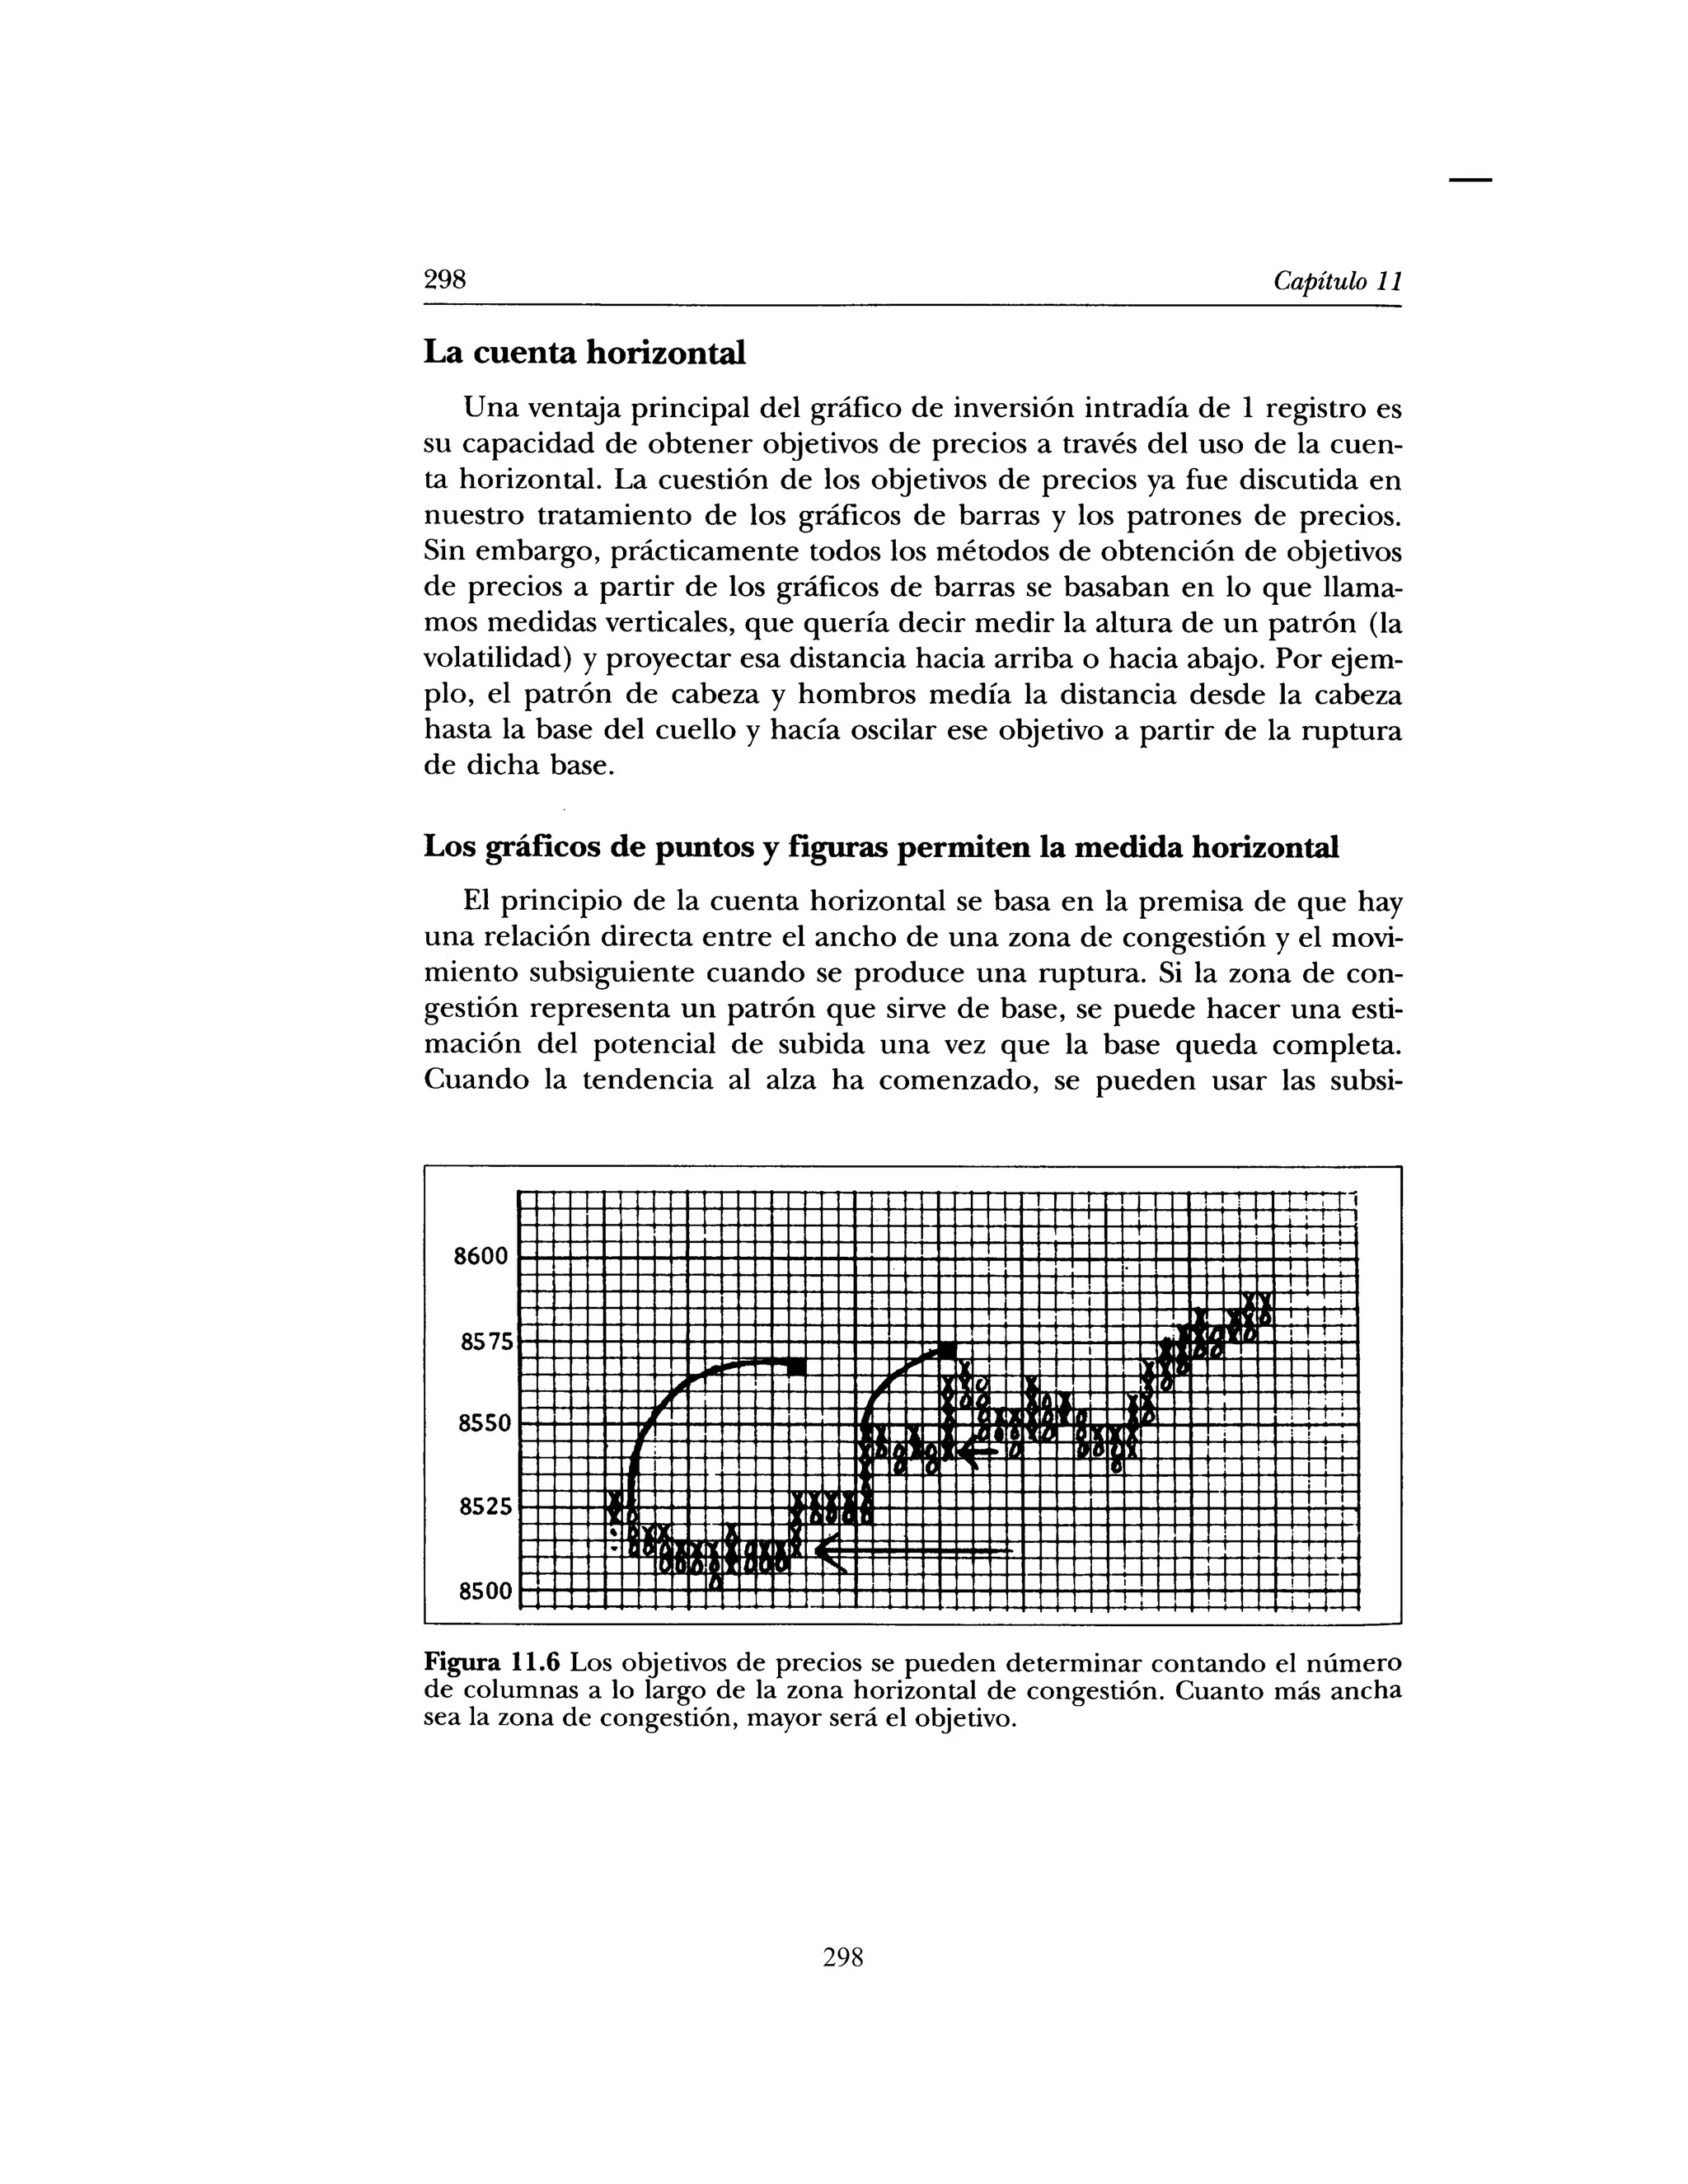 298 Capítulo 11
La cuenta horizontal
Una ventaja principal del gráfico de inversión intradía de 1 registro es
su capacidad de obtener objetivos de precios a través del uso de la cuen-
ta horizontal. La cuestión de los objetivos de precios ya fue discutida en
nuestro tratamiento de los gráficos de barras y los patrones de precios.
Sin embargo, prácticamente todos los métodos de obtención de objetivos
de precios a partir de los gráficos de barras se basaban en lo que llama-
mos medidas verticales, que quería decir medir la altura de un patrón (la
volatilidad) y proyectar esa distancia hacia arriba o hacia abajo. Por ejem-
plo, el patrón de cabeza y hombros medía la distancia desde la cabeza
hasta la base del cuello y hacía oscilar ese objetivo a partir de la ruptura
de dicha base.
Los gráficos de puntos y figuras permiten la medida horizontal
El principio de la cuenta horizontal se basa en la premisa de que hay
una relación directa entre el ancho de una zona de congestión y el movi-
miento subsiguiente cuando se produce una ruptura. Si la zona de con-
gestión representa un patrón que sirve de base, se puede hacer una esti-
mación del potencial de subida una vez que la base queda completa.
Cuando la tendencia al alza ha comenzado, se pueden usar las subsi-
8600
8575
8550
8525
8500
Figura 11.6 Los objetivos de precios se pueden determinar contando el número
de columnas a lo largo de la zona horizontal de congestión. Cuanto más ancha
sea la zona de congestión, mayor será el objetivo.
298